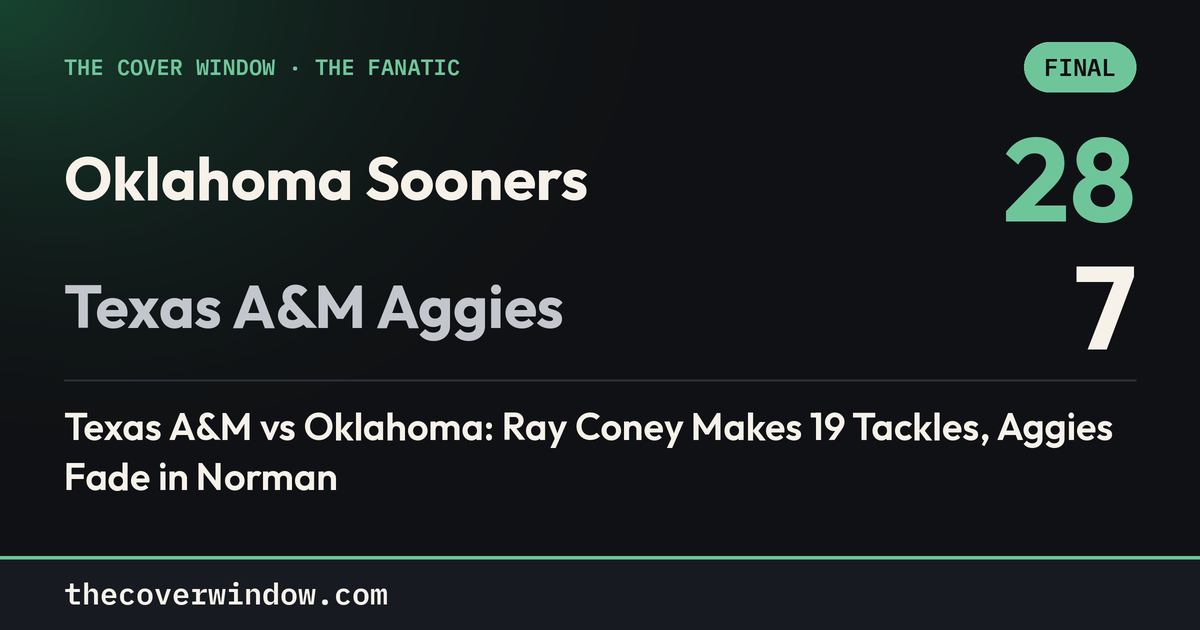 THE COVER WINDOW · THE FANATIC
FINAL
Oklahoma Sooners
28
Texas A&M Aggies
7
Texas A&M vs Oklahoma: Ray Coney Makes 19 Tackles, Aggies
Fade in Norman
thecoverwindow.com